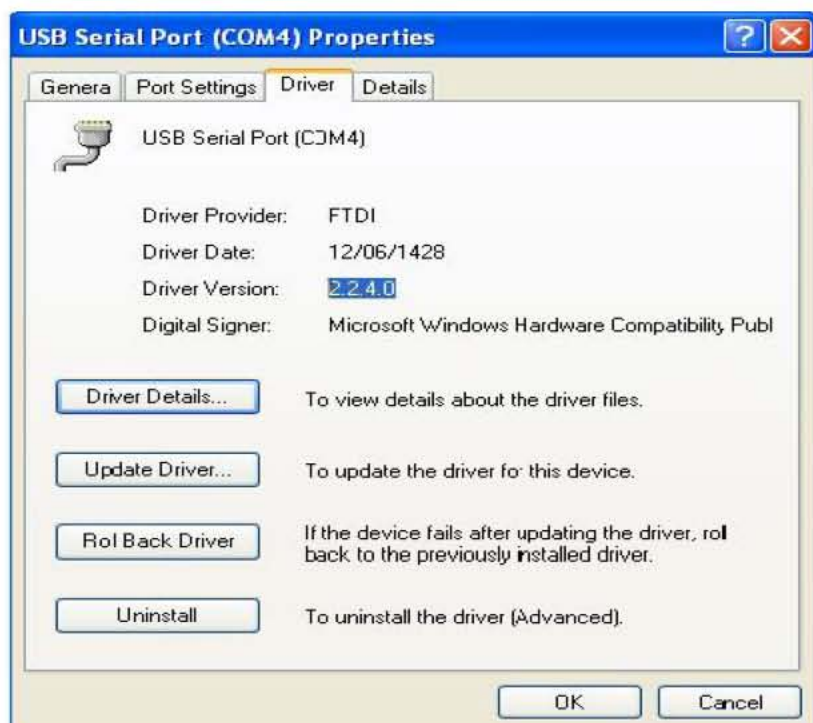 USB Serial Port (COM4) Properties
Genera Port Settings Driver Details
USB Serial Port (COM4)
Driver Provider: FTDI
Driver Date: 12/06/1428
Driver Version: 2.2.4.0
Digital Signer: Microsoft Windows Hardware Compatibility Publ
Driver Details... To view details about the driver files.
Update Driver... To update the driver for this device.
Rol Back Driver If the device fails after updating the driver, rol
back to the previously installed driver.
Uninstall To uninstall the driver (Advanced).
OK Cancel